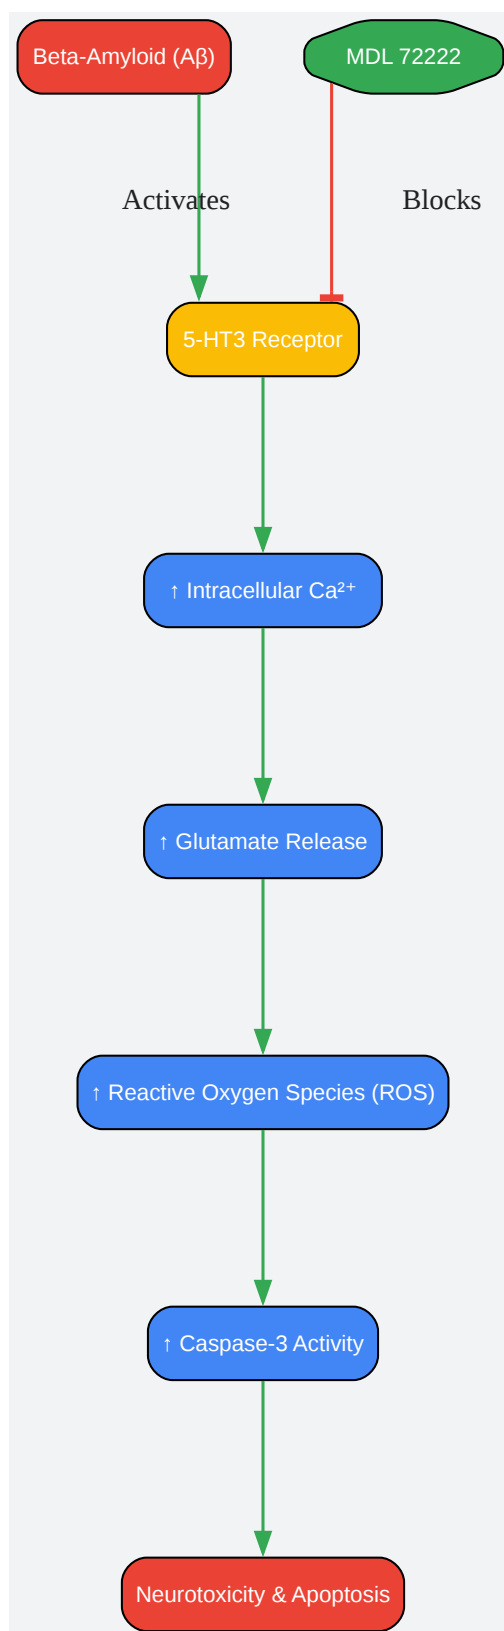 Beta-Amyloid (Aβ)
MDL 72222
Activates
Blocks
5-HT3 Receptor
↑ Intracellular Ca²⁺
↑ Glutamate Release
↑ Reactive Oxygen Species (ROS)
↑ Caspase-3 Activity
Neurotoxicity & Apoptosis